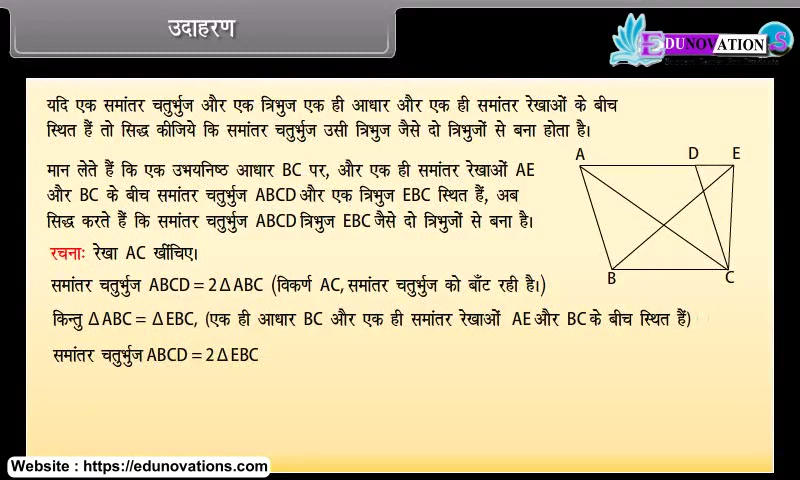 उदाहरण
EDUNOVATION S
यदि एक समांतर चतुर्भुज और एक त्रिभुज एक ही आधार और एक ही समांतर रेखाओं के बीच
स्थित हैं तो सिद्ध कीजिये कि समांतर चतुर्भुज उसी त्रिभुज जैसे दो त्रिभुजों से बना होता है।
मान लेते हैं कि एक उभयनिष्ठ आधार BC पर, और एक ही समांतर रेखाओं AE
और BC के बीच समांतर चतुर्भुज ABCD और एक त्रिभुज EBC स्थित हैं, अब
सिद्ध करते हैं कि समांतर चतुर्भुज ABCD त्रिभुज EBC जैसे दो त्रिभुजों से बना है।
A D E
B C
रचनाः रेखा AC खींचिए।
समांतर चतुर्भुज ABCD = 2 Δ ABC (विकर्ण AC, समांतर चतुर्भुज को बाँट रही है।)
किन्तु Δ ABC = Δ EBC, (एक ही आधार BC और एक ही समांतर रेखाओं AE और BC के बीच स्थित हैं)
समांतर चतुर्भुज ABCD = 2 Δ EBC
Website : https://edunovations.com